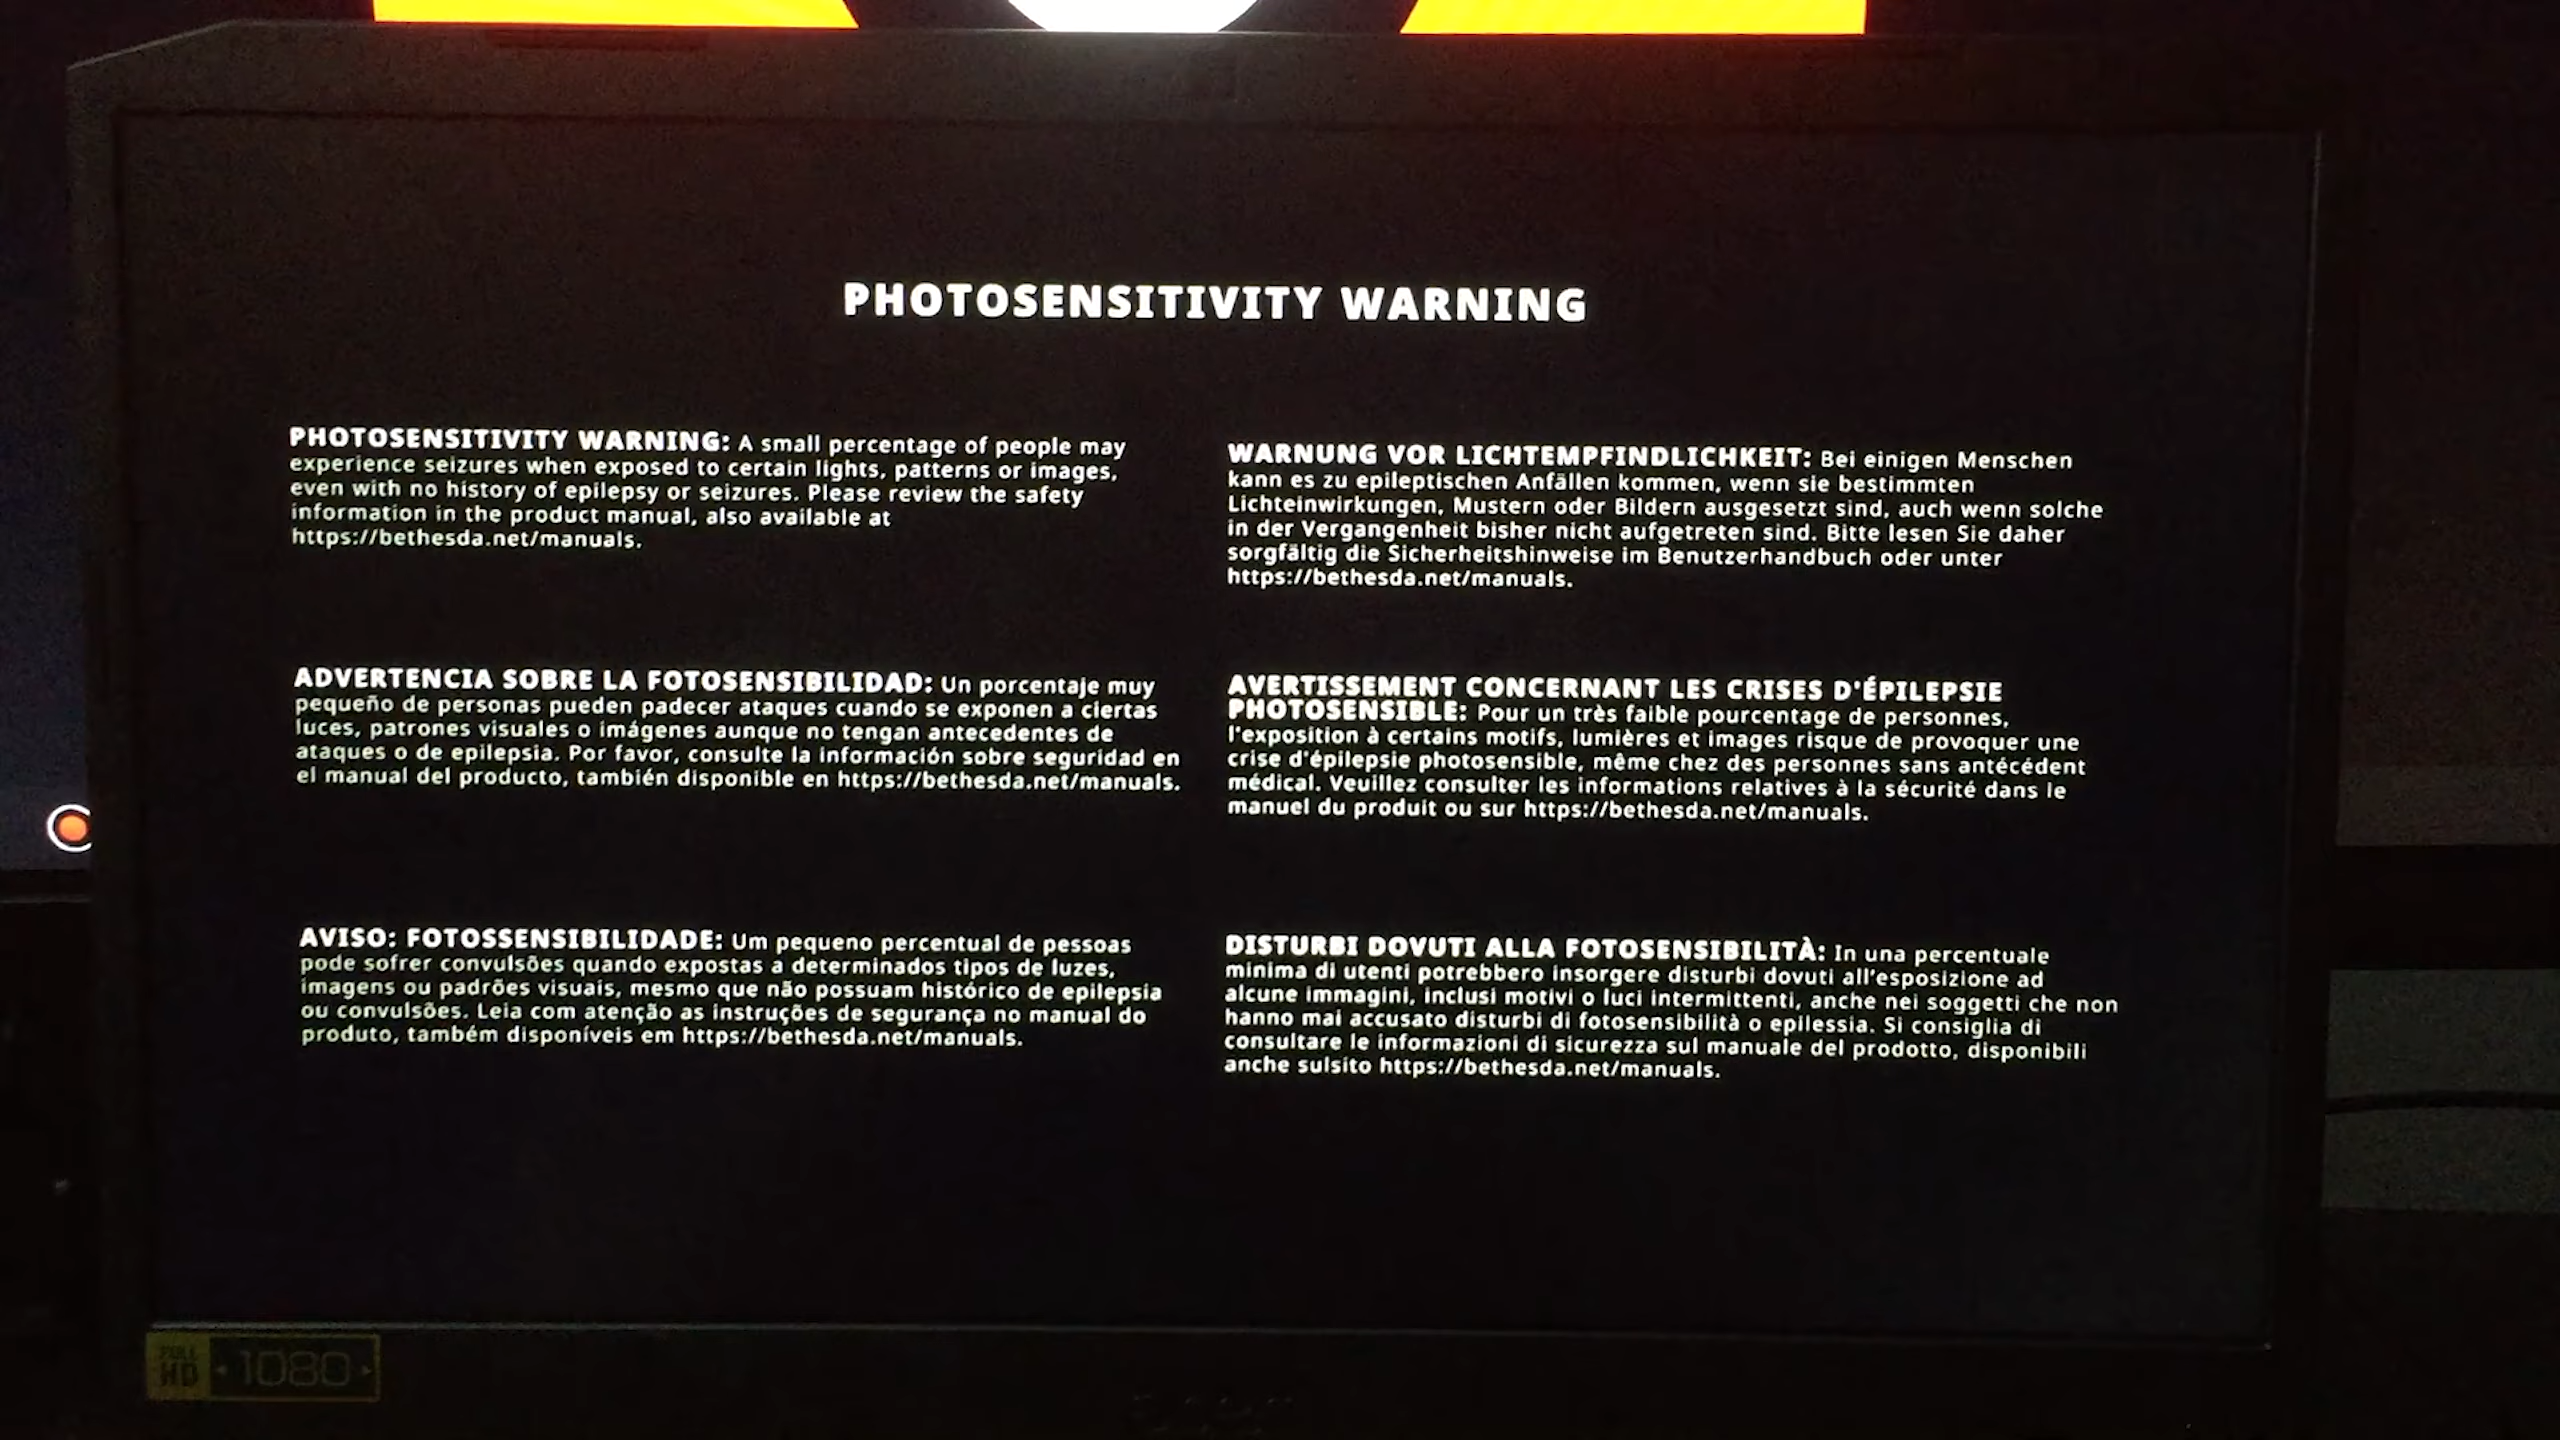 PHOTOSENSITIVITY WARNING
PHOTOSENSITIVITY WARNING: A small percentage of people may
experience seizures when exposed to certain lights, patterns or images,
even with no history of epilepsy or seizures. Please review the safety
information in the product manual, also available at
https://bethesda.net/manuals.
WARNUNG VOR LICHTEMPFINDLICHKEIT: Bei einigen Menschen
kann es zu epileptischen Anfällen kommen, wenn sie bestimmten
Lichteinwirkungen, Mustern oder Bildern ausgesetzt sind, auch wenn solche
in der Vergangenheit bisher nicht aufgetreten sind. Bitte lesen Sie daher
sorgfältig die Sicherheitshinweise im Benutzerhandbuch oder unter
https://bethesda.net/manuals.
ADVERTENCIA SOBRE LA FOTOSENSIBILIDAD: Un porcentaje muy
pequeño de personas pueden padecer ataques cuando se exponen a ciertas
luces, patrones visuales o imágenes aunque no tengan antecedentes de
ataques o de epilepsia. Por favor, consulte la información sobre seguridad en
el manual del producto, también disponible en https://bethesda.net/manuals.
AVERTISSEMENT CONCERNANT LES CRISES D'ÉPILEPSIE
PHOTOSENSIBLE: Pour un très faible pourcentage de personnes,
l'exposition à certains motifs, lumières et images risque de provoquer une
crise d'épilepsie photosensible, même chez des personnes sans antécédent
médical. Veuillez consulter les informations relatives à la sécurité dans le
manuel du produit ou sur https://bethesda.net/manuals.
AVISO: FOTOSSENSIBILIDADE: Um pequeno percentual de pessoas
pode sofrer convulsões quando expostas a determinados tipos de luzes,
imagens ou padrões visuais, mesmo que não possuam histórico de epilepsia
ou convulsões. Leia com atenção as instruções de segurança no manual do
produto, também disponíveis em https://bethesda.net/manuals.
DISTURBI DOVUTI ALLA FOTOSENSIBILITÀ: In una percentuale
minima di utenti potrebbero insorgere disturbi dovuti all'esposizione ad
alcune immagini, inclusi motivi o luci intermittenti, anche nei soggetti che non
hanno mai accusato disturbi di fotosensibilità o epilessia. Si consiglia di
consultare le informazioni di sicurezza sul manuale del prodotto, disponibili
anche sulsito https://bethesda.net/manuals.
FULL
HD 1080